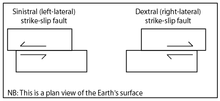 Sinistral (left-lateral)
strike-slip fault
Dextral (right-lateral)
strike-slip fault
NB: This is a plan view of the Earth's surface